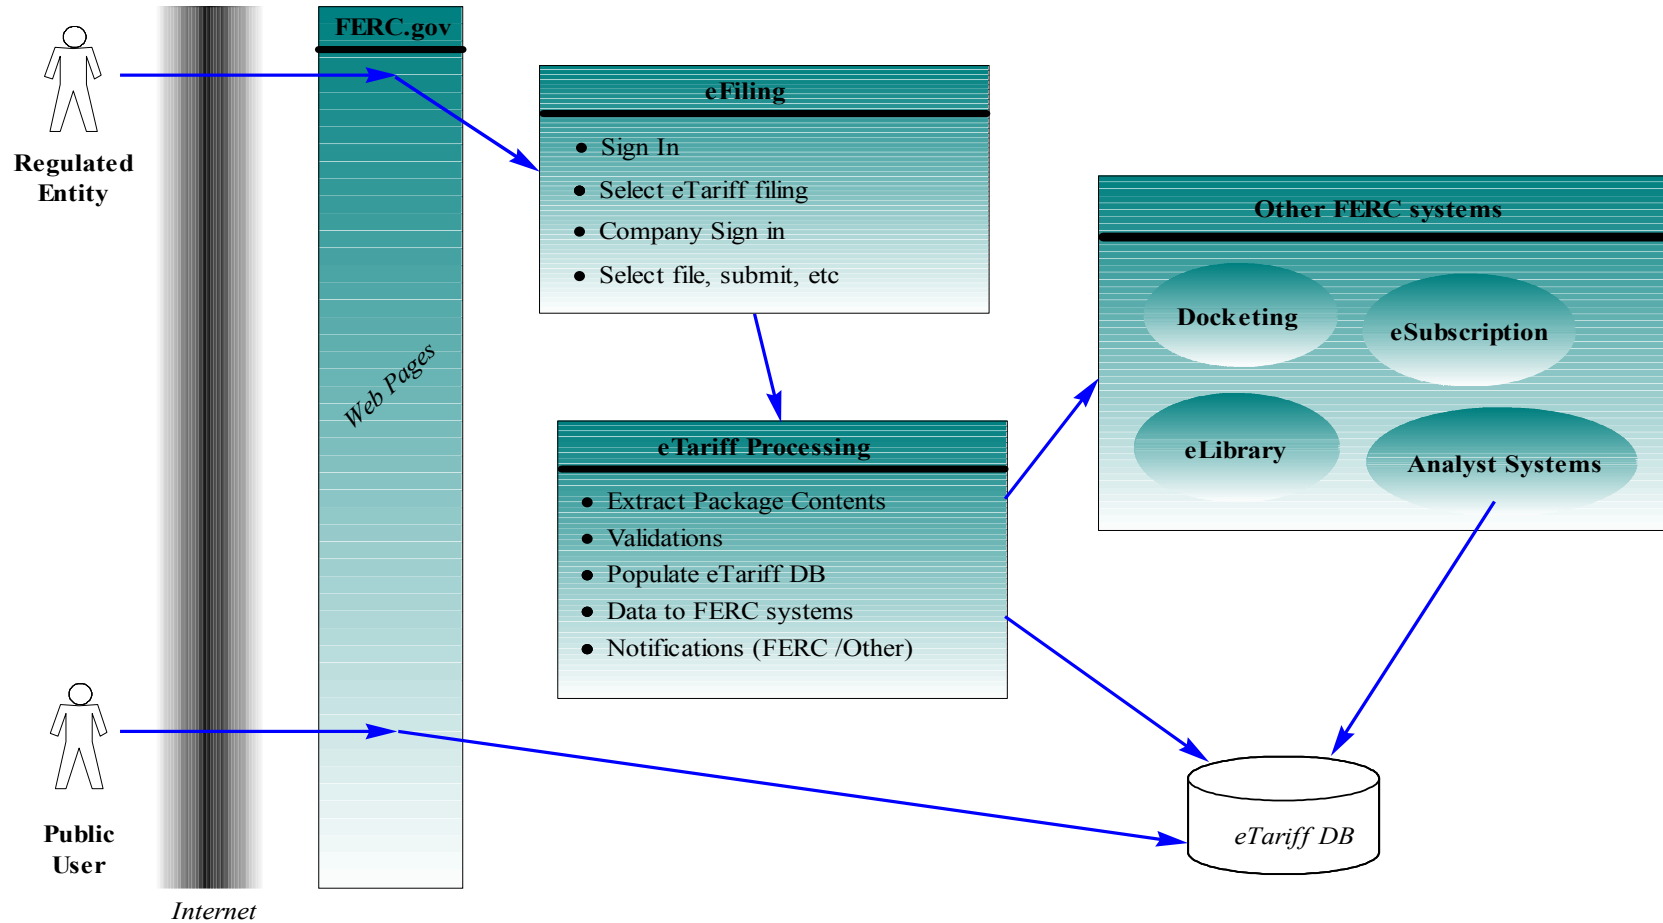 FERC.gov
Regulated
Entity
eFiling
● Sign In
● Select eTariff filing
● Company Sign in
● Select file, submit, etc
Other FERC systems
Docketing
eSubscription
eLibrary
Analyst Systems
Web Pages
eTariff Processing
● Extract Package Contents
● Validations
● Populate eTariff DB
● Data to FERC systems
● Notifications (FERC /Other)
Public
User
eTariff DB
Internet